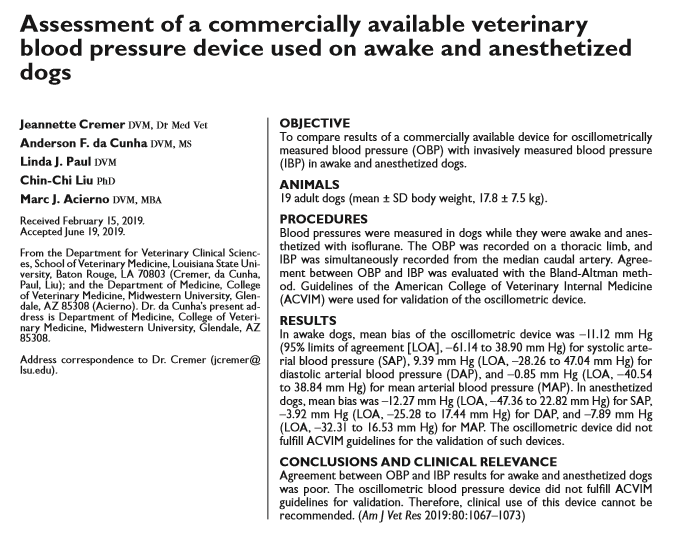 Assessment of a commercially available veterinary
blood pressure device used on awake and anesthetized
dogs
Jeannette Cremer DVM, Dr Med Vet
Anderson F. da Cunha DVM, MS
Linda J. Paul DVM
Chin-Chi Liu PhD
Marc J. Acierno DVM, MBA
Received February 15, 2019.
Accepted June 19, 2019.
From the Department for Veterinary Clinical Scienc-
es, School of Veterinary Medicine, Louisiana State Uni-
versity, Baton Rouge, LA 70803 (Cremer, da Cunha,
Paul, Liu); and the Department of Medicine, College
of Veterinary Medicine, Midwestern University, Glen-
dale, AZ 85308 (Acierno). Dr. da Cunha's present ad-
dress is Department of Medicine, College of Veteri-
nary Medicine, Midwestern University, Glendale, AZ
85308.
Address correspondence to Dr. Cremer (jcremer@
lsu.edu).
OBJECTIVE
To compare results of a commercially available device for oscillometrically
measured blood pressure (OBP) with invasively measured blood pressure
(IBP) in awake and anesthetized dogs.
ANIMALS
19 adult dogs (mean ± SD body weight, 17.8 ± 7.5 kg).
PROCEDURES
Blood pressures were measured in dogs while they were awake and anes-
thetized with isoflurane. The OBP was recorded on a thoracic limb, and
IBP was simultaneously recorded from the median caudal artery. Agree-
ment between OBP and IBP was evaluated with the Bland-Altman meth-
od. Guidelines of the American College of Veterinary Internal Medicine
(ACVIM) were used for validation of the oscillometric device.
RESULTS
In awake dogs, mean bias of the oscillometric device was −11.12 mm Hg
(95% limits of agreement [LOA], −61.14 to 38.90 mm Hg) for systolic arte-
rial blood pressure (SAP), 9.39 mm Hg (LOA, −28.26 to 47.04 mm Hg) for
diastolic arterial blood pressure (DAP), and −0.85 mm Hg (LOA, −40.54
to 38.84 mm Hg) for mean arterial blood pressure (MAP). In anesthetized
dogs, mean bias was −12.27 mm Hg (LOA, −47.36 to 22.82 mm Hg) for SAP,
−3.92 mm Hg (LOA, −25.28 to 17.44 mm Hg) for DAP, and −7.89 mm Hg
(LOA, −32.31 to 16.53 mm Hg) for MAP. The oscillometric device did not
fulfill ACVIM guidelines for the validation of such devices.
CONCLUSIONS AND CLINICAL RELEVANCE
Agreement between OBP and IBP results for awake and anesthetized dogs
was poor. The oscillometric blood pressure device did not fulfill ACVIM
guidelines for validation. Therefore, clinical use of this device cannot be
recommended. (Am J Vet Res 2019;80:1067–1073)